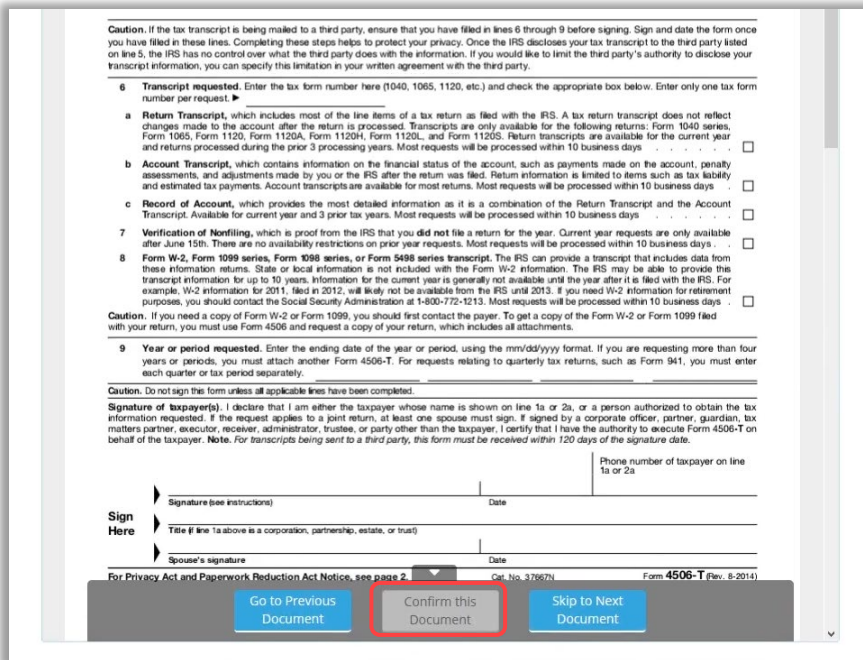 Caution. If the tax transcript is being mailed to a third party, ensure that you have filled in lines 6 through 9 before signing. Sign and date the form once
you have filled in these lines. Completing these steps helps to protect your privacy. Once the IRS discloses your tax transcript to the third party listed
on line 5, the IRS has no control over what the third party does with the information. If you would like to limit the third party's authority to disclose your
transcript information, you can specify this limitation in your written agreement with the third party.
6 Transcript requested. Enter the tax form number here (1040, 1065, 1120, etc.) and check the appropriate box below. Enter only one tax form
number per request. ▶
a Return Transcript, which includes most of the line items of a tax return as filed with the IRS. A tax return transcript does not reflect
changes made to the account after the return is processed. Transcripts are only available for the following returns: Form 1040 series,
Form 1065, Form 1120, Form 1120A, Form 1120H, Form 1120L, and Form 1120S. Return transcripts are available for the current year
and returns processed during the prior 3 processing years. Most requests will be processed within 10 business days . . . . . .
b Account Transcript, which contains information on the financial status of the account, such as payments made on the account, penalty
assessments, and adjustments made by you or the IRS after the return was filed. Return information is limited to items such as tax liability
and estimated tax payments. Account transcripts are available for most returns. Most requests will be processed within 10 business days .
c Record of Account, which provides the most detailed information as it is a combination of the Return Transcript and the Account
Transcript. Available for current year and 3 prior tax years. Most requests will be processed within 10 business days . . . . . .
7 Verification of Nonfiling, which is proof from the IRS that you did not file a return for the year. Current year requests are only available
after June 15th. There are no availability restrictions on prior year requests. Most requests will be processed within 10 business days . .
8 Form W-2, Form 1099 series, Form 1098 series, or Form 5498 series transcript. The IRS can provide a transcript that includes data from
these information returns. State or local information is not included with the Form W-2 information. The IRS may be able to provide this
transcript information for up to 10 years. Information for the current year is generally not available until the year after it is filed with the IRS. For
example, W-2 information for 2011, filed in 2012, will likely not be available from the IRS until 2013. If you need W-2 information for retirement
purposes, you should contact the Social Security Administration at 1-800-772-1213. Most requests will be processed within 10 business days .
Caution. If you need a copy of Form W-2 or Form 1099, you should first contact the payer. To get a copy of the Form W-2 or Form 1099 filed
with your return, you must use Form 4506 and request a copy of your return, which includes all attachments.
9 Year or period requested. Enter the ending date of the year or period, using the mm/dd/yyyy format. If you are requesting more than four
years or periods, you must attach another Form 4506-T. For requests relating to quarterly tax returns, such as Form 941, you must enter
each quarter or tax period separately.
Caution. Do not sign this form unless all applicable lines have been completed.
Signature of taxpayer(s). I declare that I am either the taxpayer whose name is shown on line 1a or 2a, or a person authorized to obtain the tax
information requested. If the request applies to a joint return, at least one spouse must sign. If signed by a corporate officer, partner, guardian, tax
matters partner, executor, receiver, administrator, trustee, or party other than the taxpayer, I certify that I have the authority to execute Form 4506-T on
behalf of the taxpayer. Note. For transcripts being sent to a third party, this form must be received within 120 days of the signature date.
Phone number of taxpayer on line
1a or 2a
Sign
Here
Signature (see instructions) Date
Title (if line 1a above is a corporation, partnership, estate, or trust)
Spouse's signature Date
For Privacy Act and Paperwork Reduction Act Notice, see page 2. Cat. No. 37667N Form 4506-T (Rev. 8-2014)
Go to Previous
Document
Confirm this
Document
Skip to Next
Document